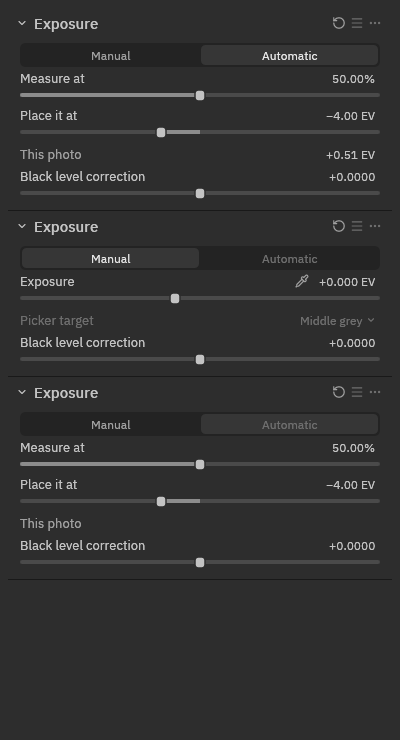 Exposure
Manual Automatic
Measure at 50.00%
Place it at −4.00 EV
This photo +0.51 EV
Black level correction +0.0000
Exposure
Manual Automatic
Exposure +0.000 EV
Picker target Middle grey
Black level correction +0.0000
Exposure
Manual Automatic
Measure at 50.00%
Place it at −4.00 EV
This photo
Black level correction +0.0000